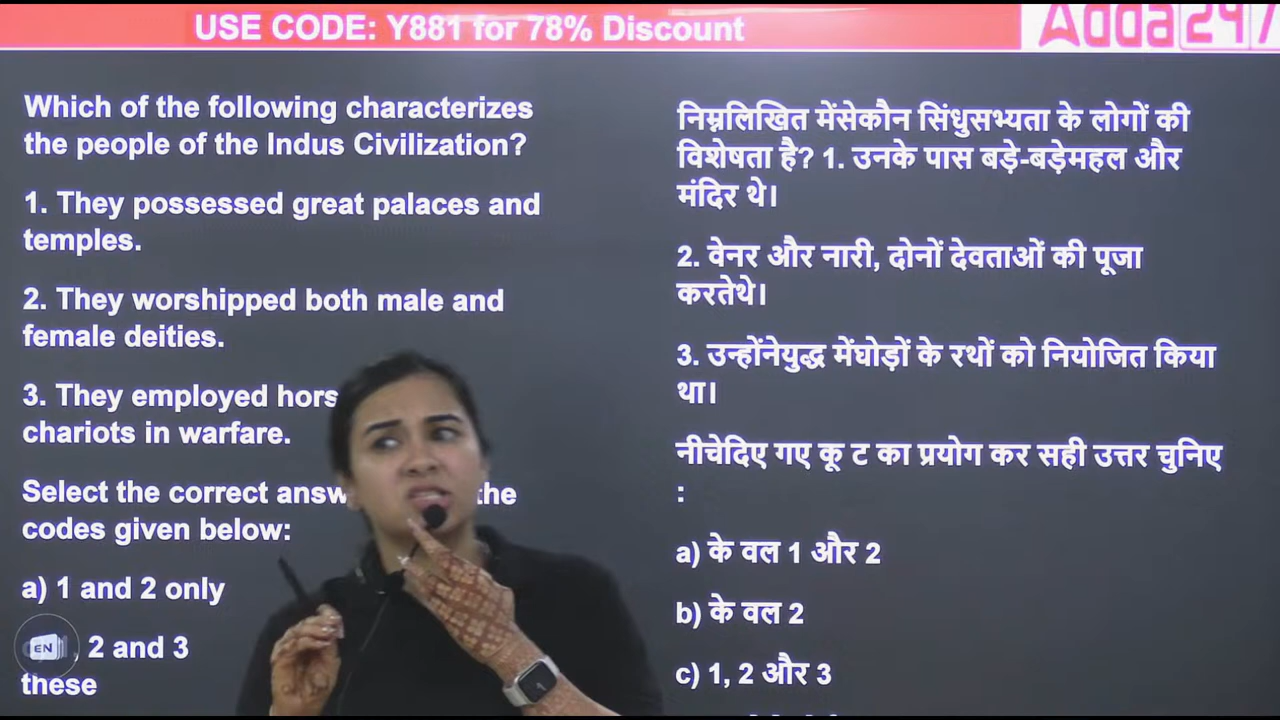 USE CODE: Y881 for 78% Discount
Adda247
Which of the following characterizes
the people of the Indus Civilization?
1. They possessed great palaces and
temples.
2. They worshipped both male and
female deities.
3. They employed
chariots in warfare.
Select the correct the
codes given below:
a) 1 and 2 only
EN
2 and 3
these
निम्नलिखित मेंसेकौन सिंधुसभ्यता के लोगों की
विशेषता है? 1. उनके पास बड़े-बड़ेमहल और
मंदिर थे।
2. वेनर और नारी, दोनों देवताओं की पूजा
करतेथे।
3. उन्होंनेयुद्ध मेंघोड़ों के रथों को नियोजित किया
था।
नीचेदिए गए कू ट का प्रयोग कर सही उत्तर चुनिए
:
a) के वल 1 और 2
b) के वल 2
c) 1, 2 और 3